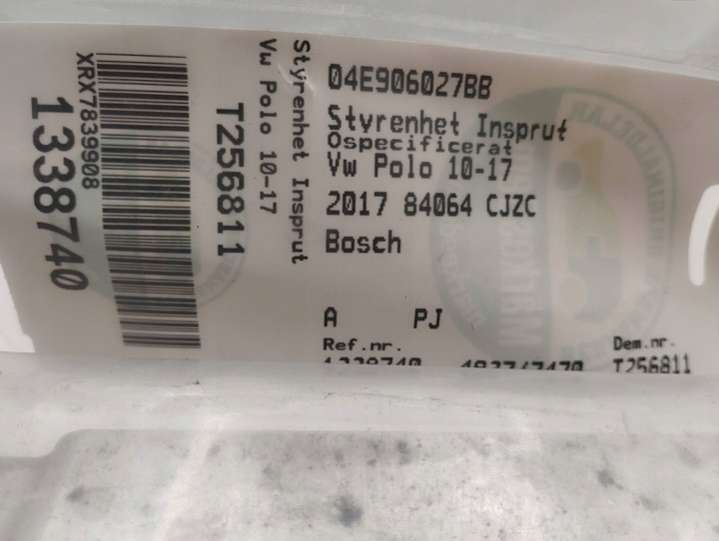 XRX7839908
1338740
T256811
Vw Polo 10-17
Styrenhet Insprut
04E906027BB
Styrenhet Insprut
Ospecificerat
Vw Polo 10-17
2017 84064 CJZC
Bosch
A PJ
Ref.nr. Dem.nr.
1338740 T256811